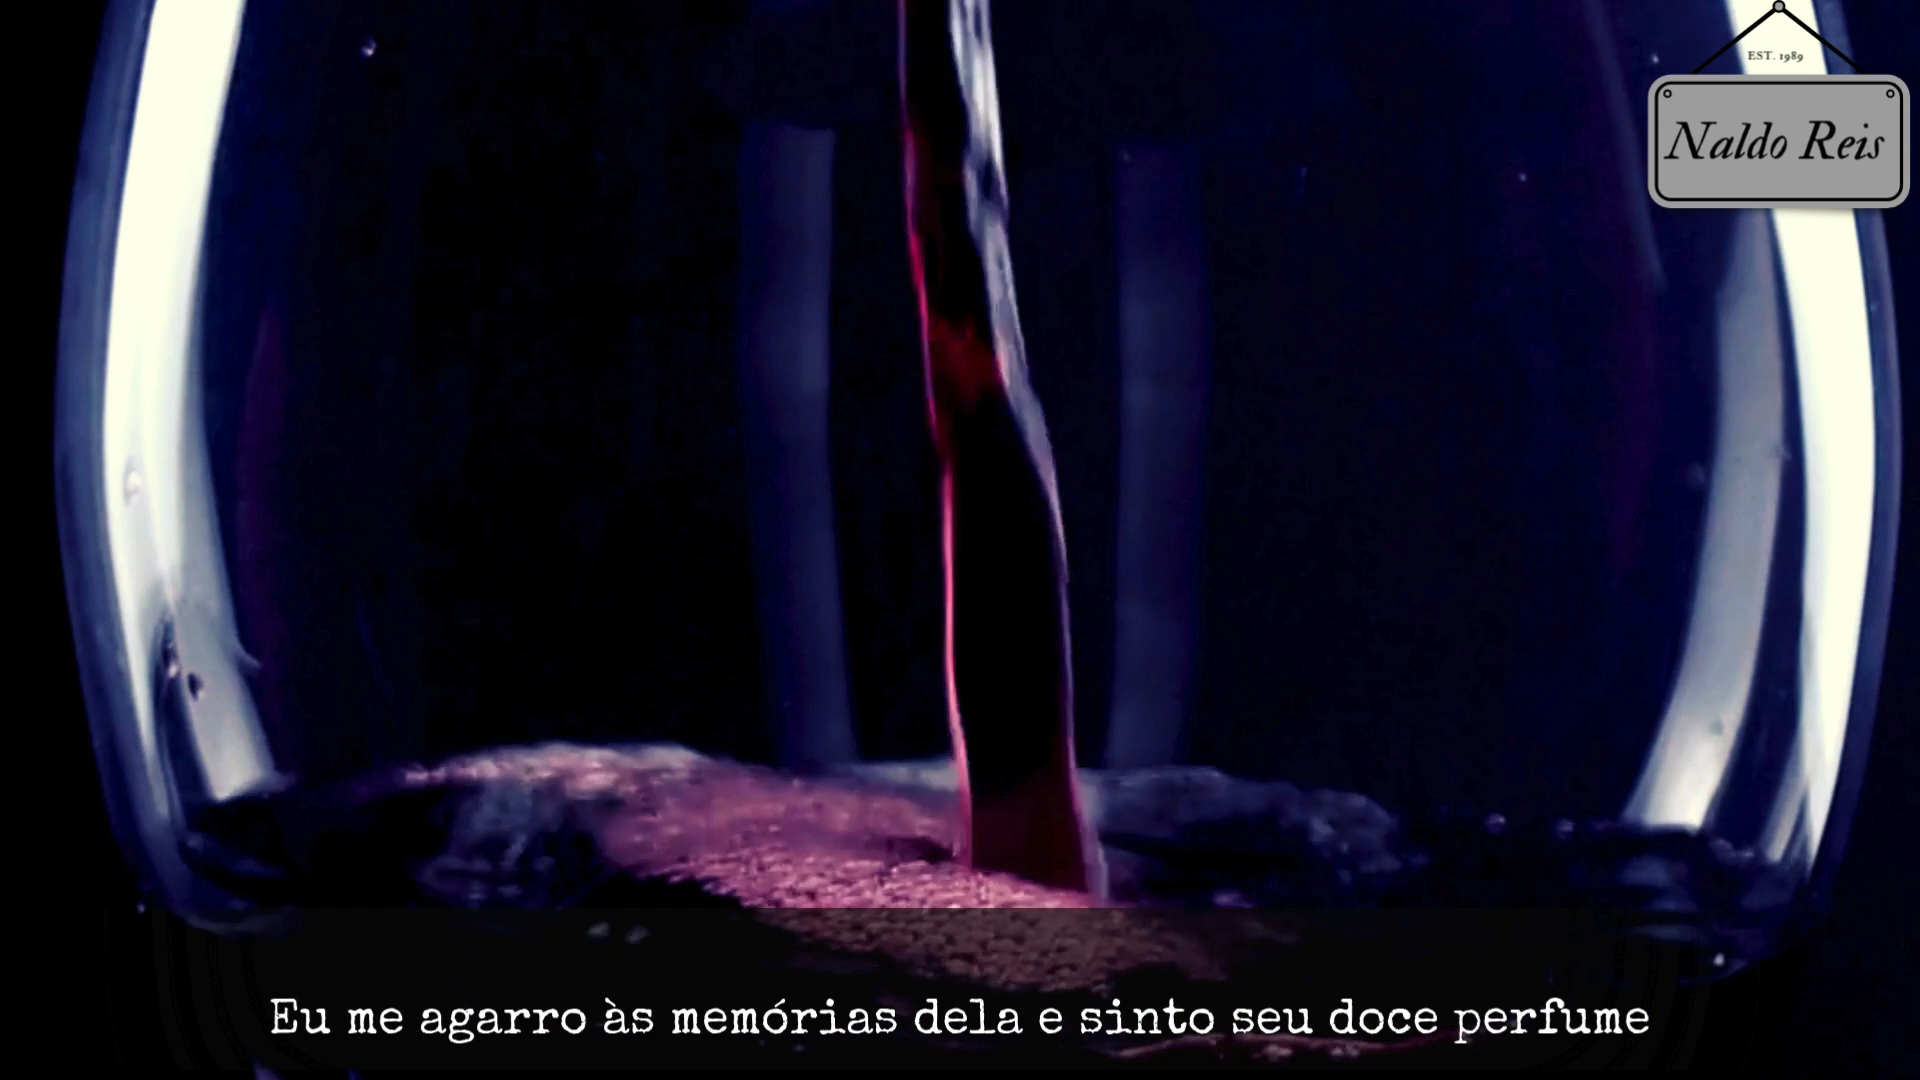 EST. 1989
Naldo Reis
Eu me agarro às memórias dela e sinto seu doce perfume